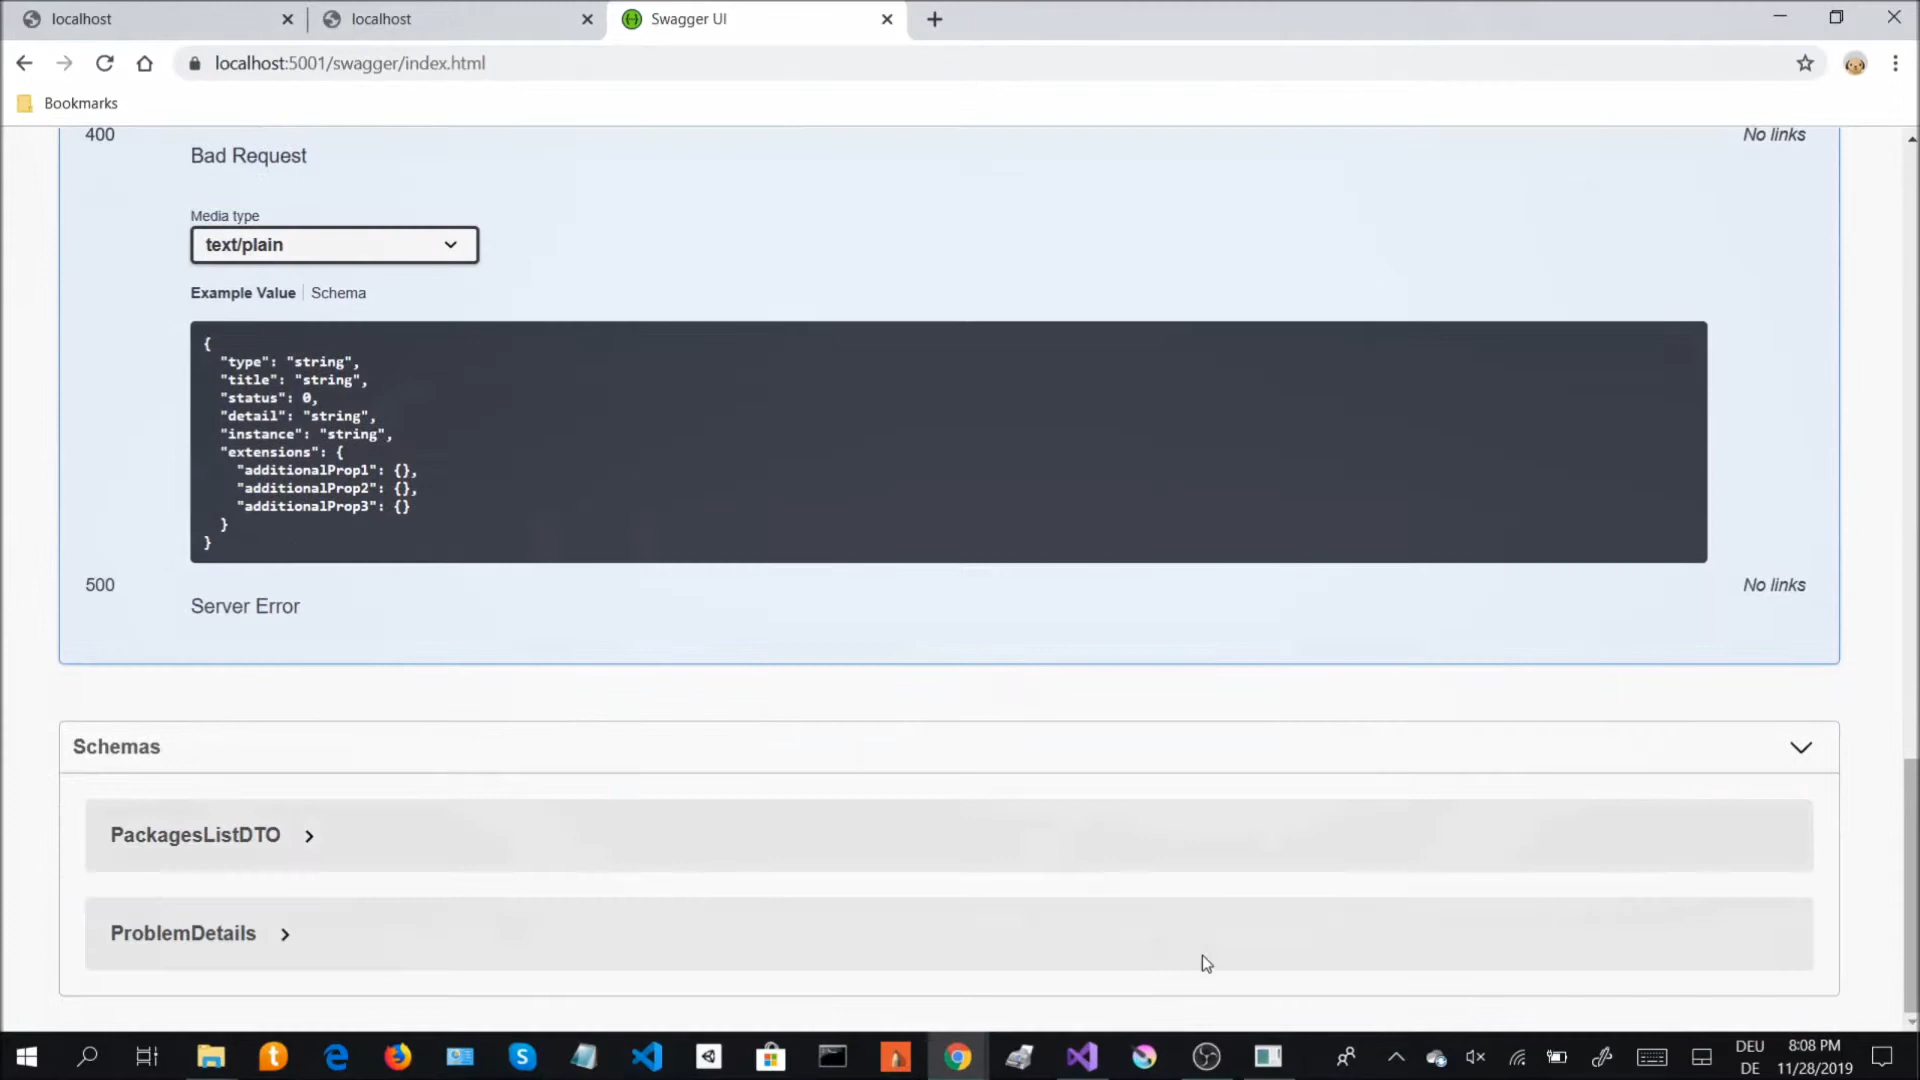 localhost
localhost
Swagger UI
localhost:5001/swagger/index.html
Bookmarks
400
No links
Bad Request
Media type
text/plain
Example Value
Schema
{
"type": "string",
"title": "string",
"status": 0,
"detail": "string",
"instance": "string",
"extensions": {
"additionalProp1": {},
"additionalProp2": {},
"additionalProp3": {}
}
}
500
No links
Server Error
Schemas
PackagesListDTO
ProblemDetails
DEU
DE
8:08 PM
11/28/2019